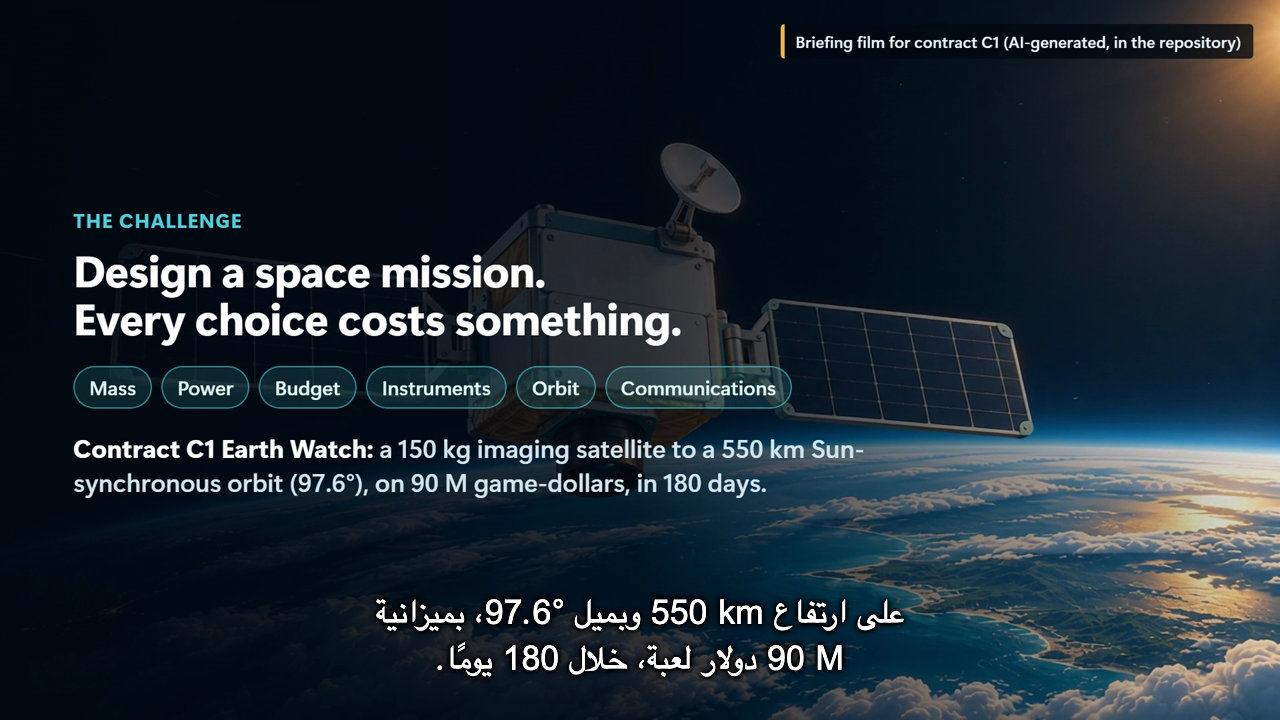 Briefing film for contract C1 (AI-generated, in the repository)
THE CHALLENGE
Design a space mission.
Every choice costs something.
Mass Power Budget Instruments Orbit Communications
Contract C1 Earth Watch: a 150 kg imaging satellite to a 550 km Sun-
synchronous orbit (97.6°), on 90 M game-dollars, in 180 days.
على ارتفاع 550 km وبميل 97.6°، بميزانية
90 M دولار لعبة، خلال 180 يومًا.